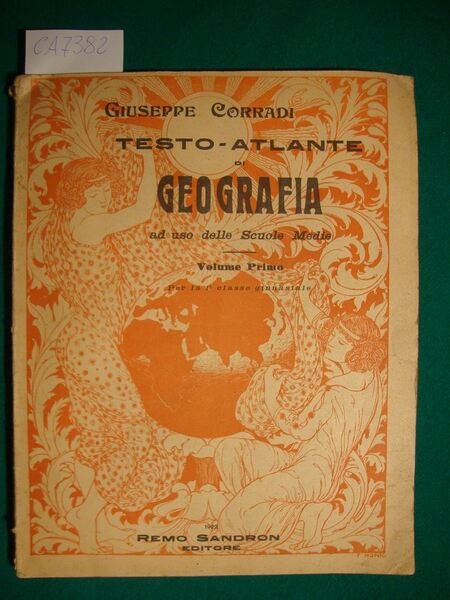 CA7382
GIUSEPPE CORRADI
TESTO-ATLANTE
DI
GEOGRAFIA
ad uso delle Scuole Medie
Volume Primo
Per la 1ª classe ginnasiale
1922
REMO SANDRON
EDITORE